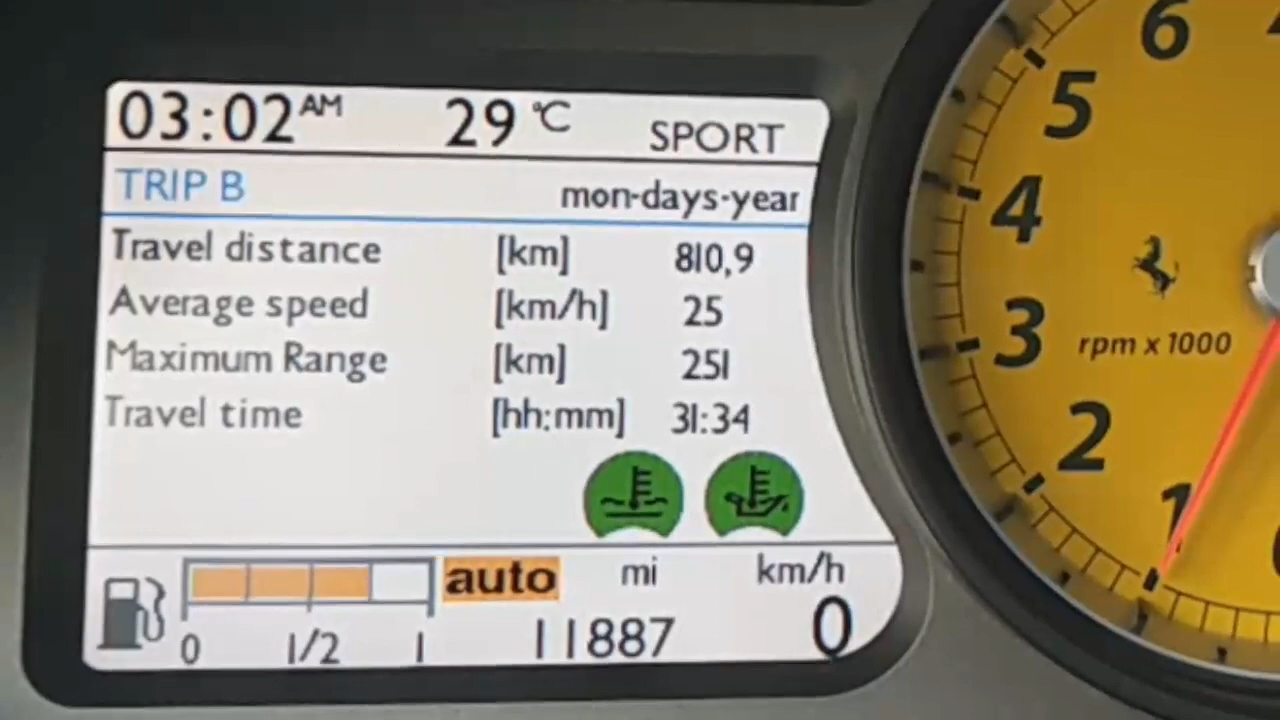 03:02 AM 29 °C SPORT
TRIP B mon-days-year
Travel distance [km] 810,9
Average speed [km/h] 25
Maximum Range [km] 251
Travel time [hh:mm] 31:34
auto mi km/h
0 1/2 1 11887 0
6
5
4
3
2
1
rpm x 1000